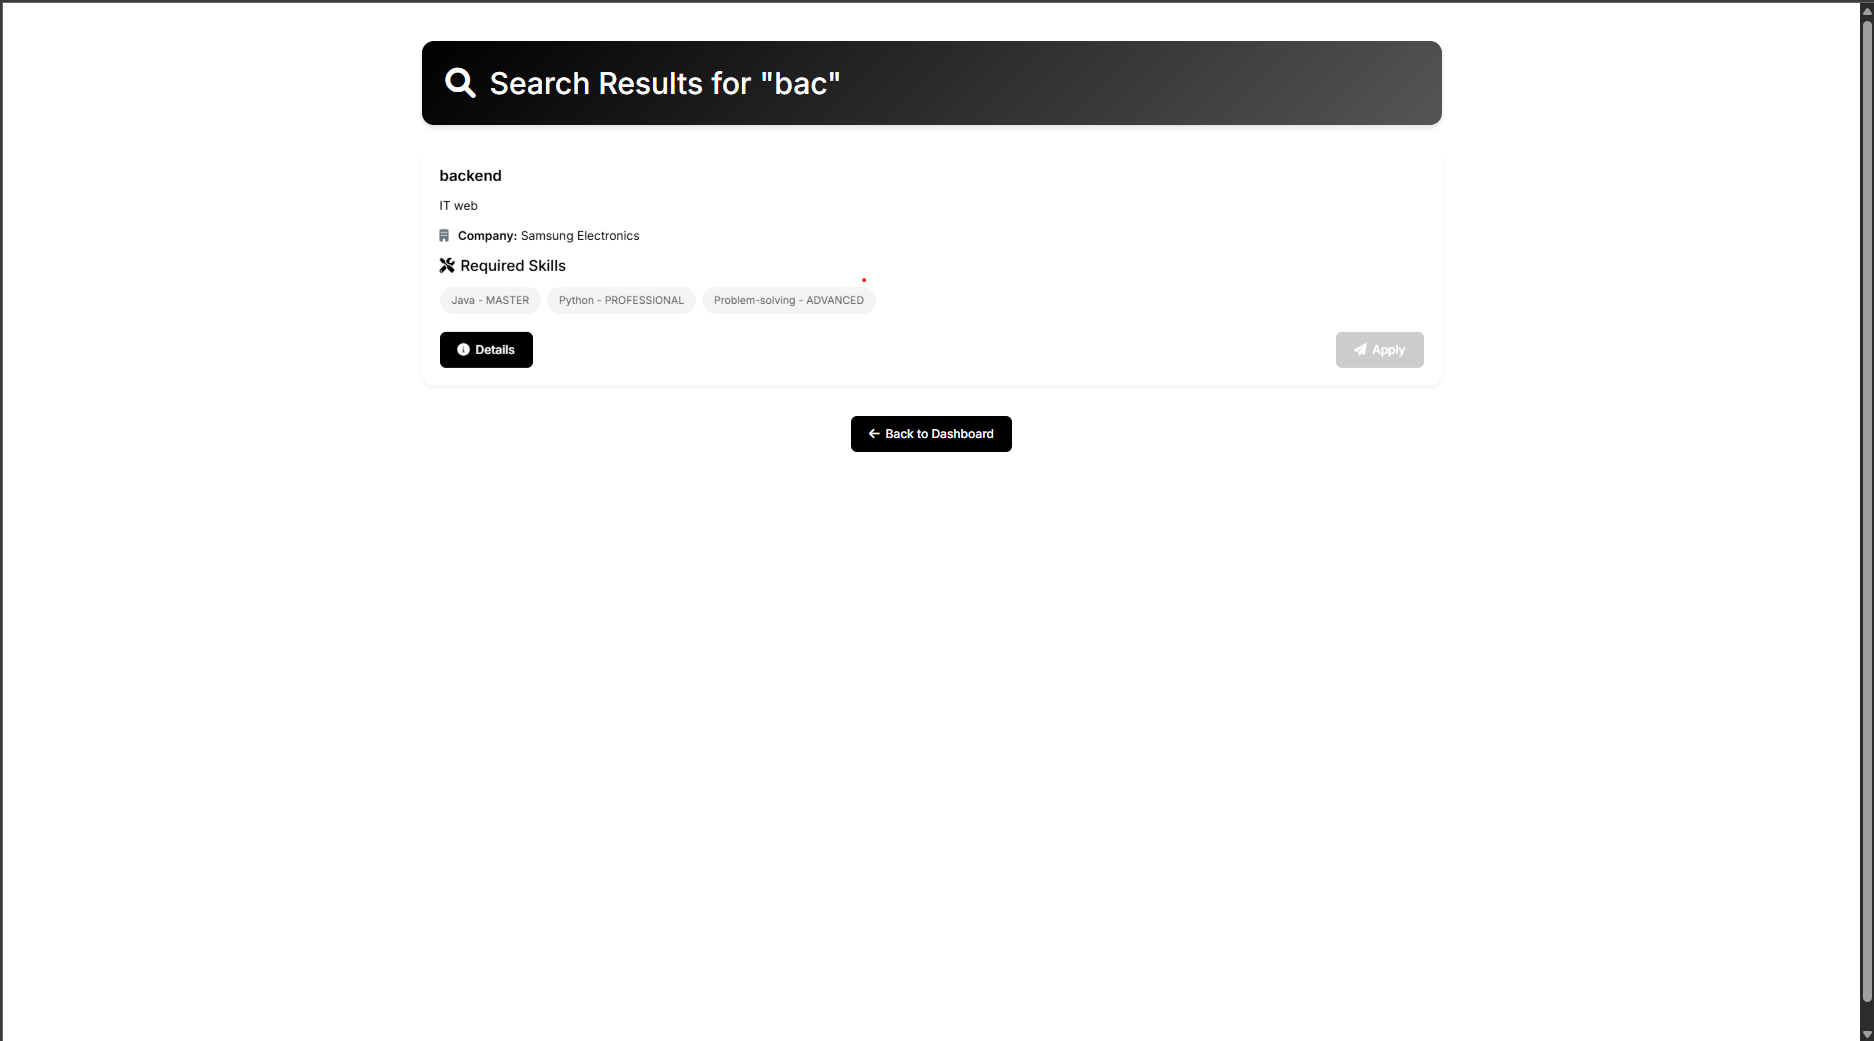 Search Results for "bac"
backend
IT web
Company: Samsung Electronics
Required Skills
Java - MASTER Python - PROFESSIONAL Problem-solving - ADVANCED
Details Apply
Back to Dashboard